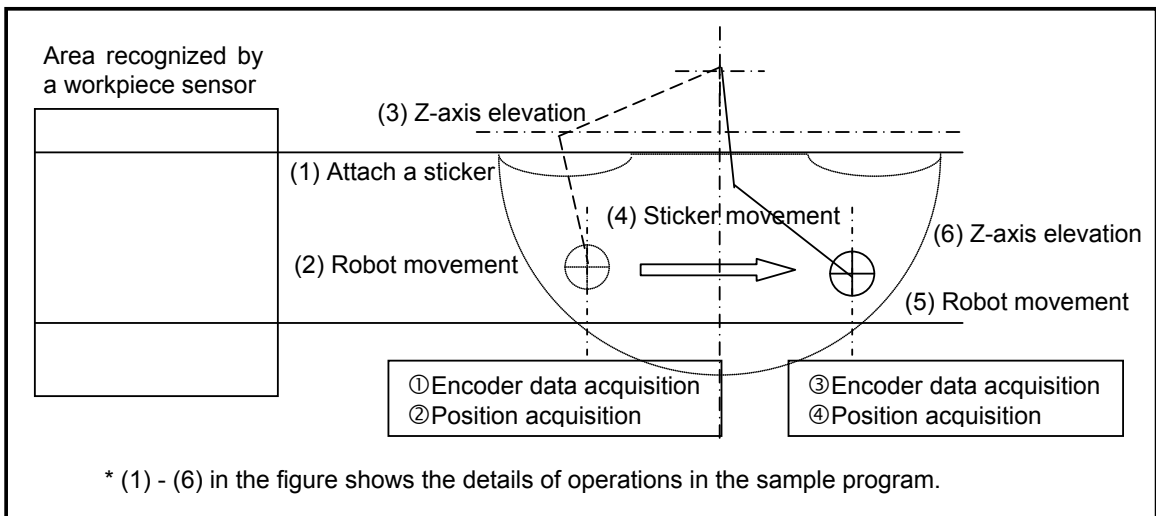 Area recognized by
a workpiece sensor
(3) Z-axis elevation
(1) Attach a sticker
(4) Sticker movement
(6) Z-axis elevation
(2) Robot movement
(5) Robot movement
①Encoder data acquisition
②Position acquisition
③Encoder data acquisition
④Position acquisition
* (1) - (6) in the figure shows the details of operations in the sample program.